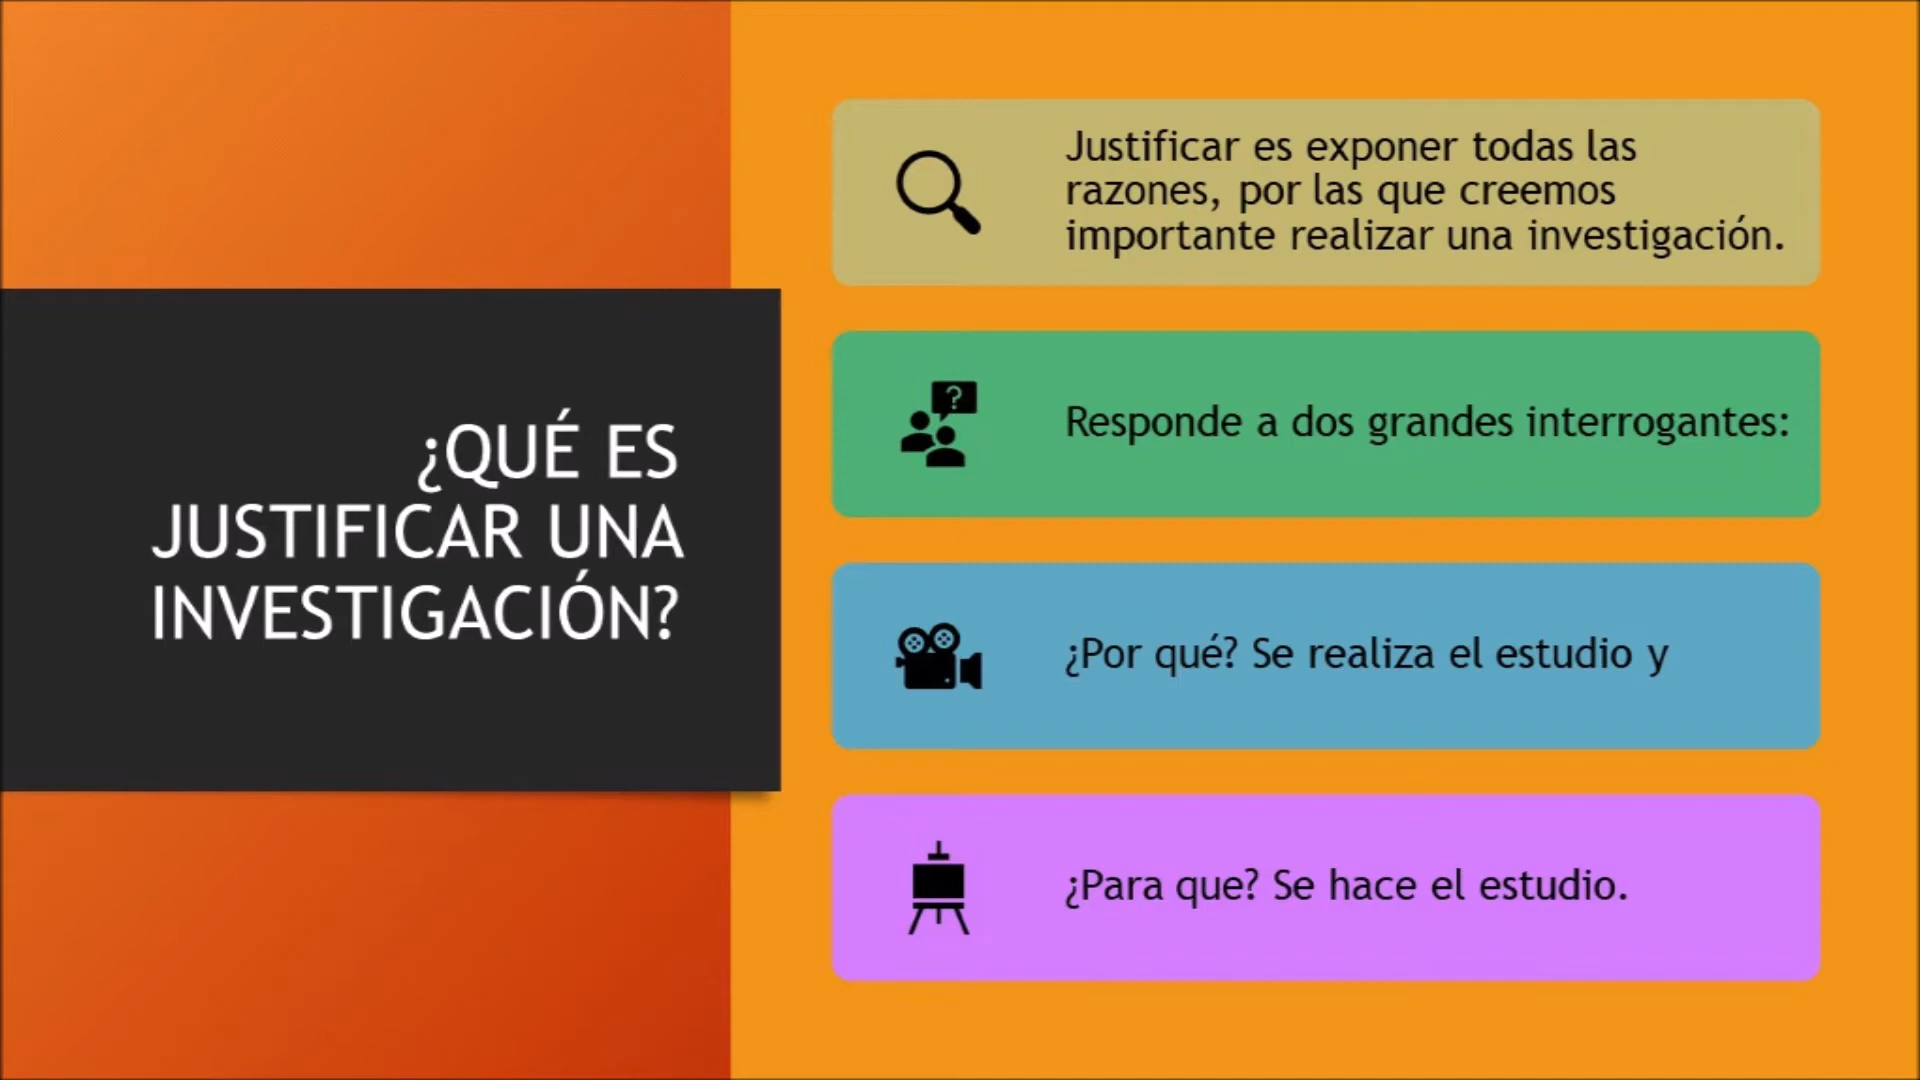 ¿QUÉ ES
JUSTIFICAR UNA
INVESTIGACIÓN?
Justificar es exponer todas las
razones, por las que creemos
importante realizar una investigación.
?
Responde a dos grandes interrogantes:
¿Por qué? Se realiza el estudio y
¿Para que? Se hace el estudio.